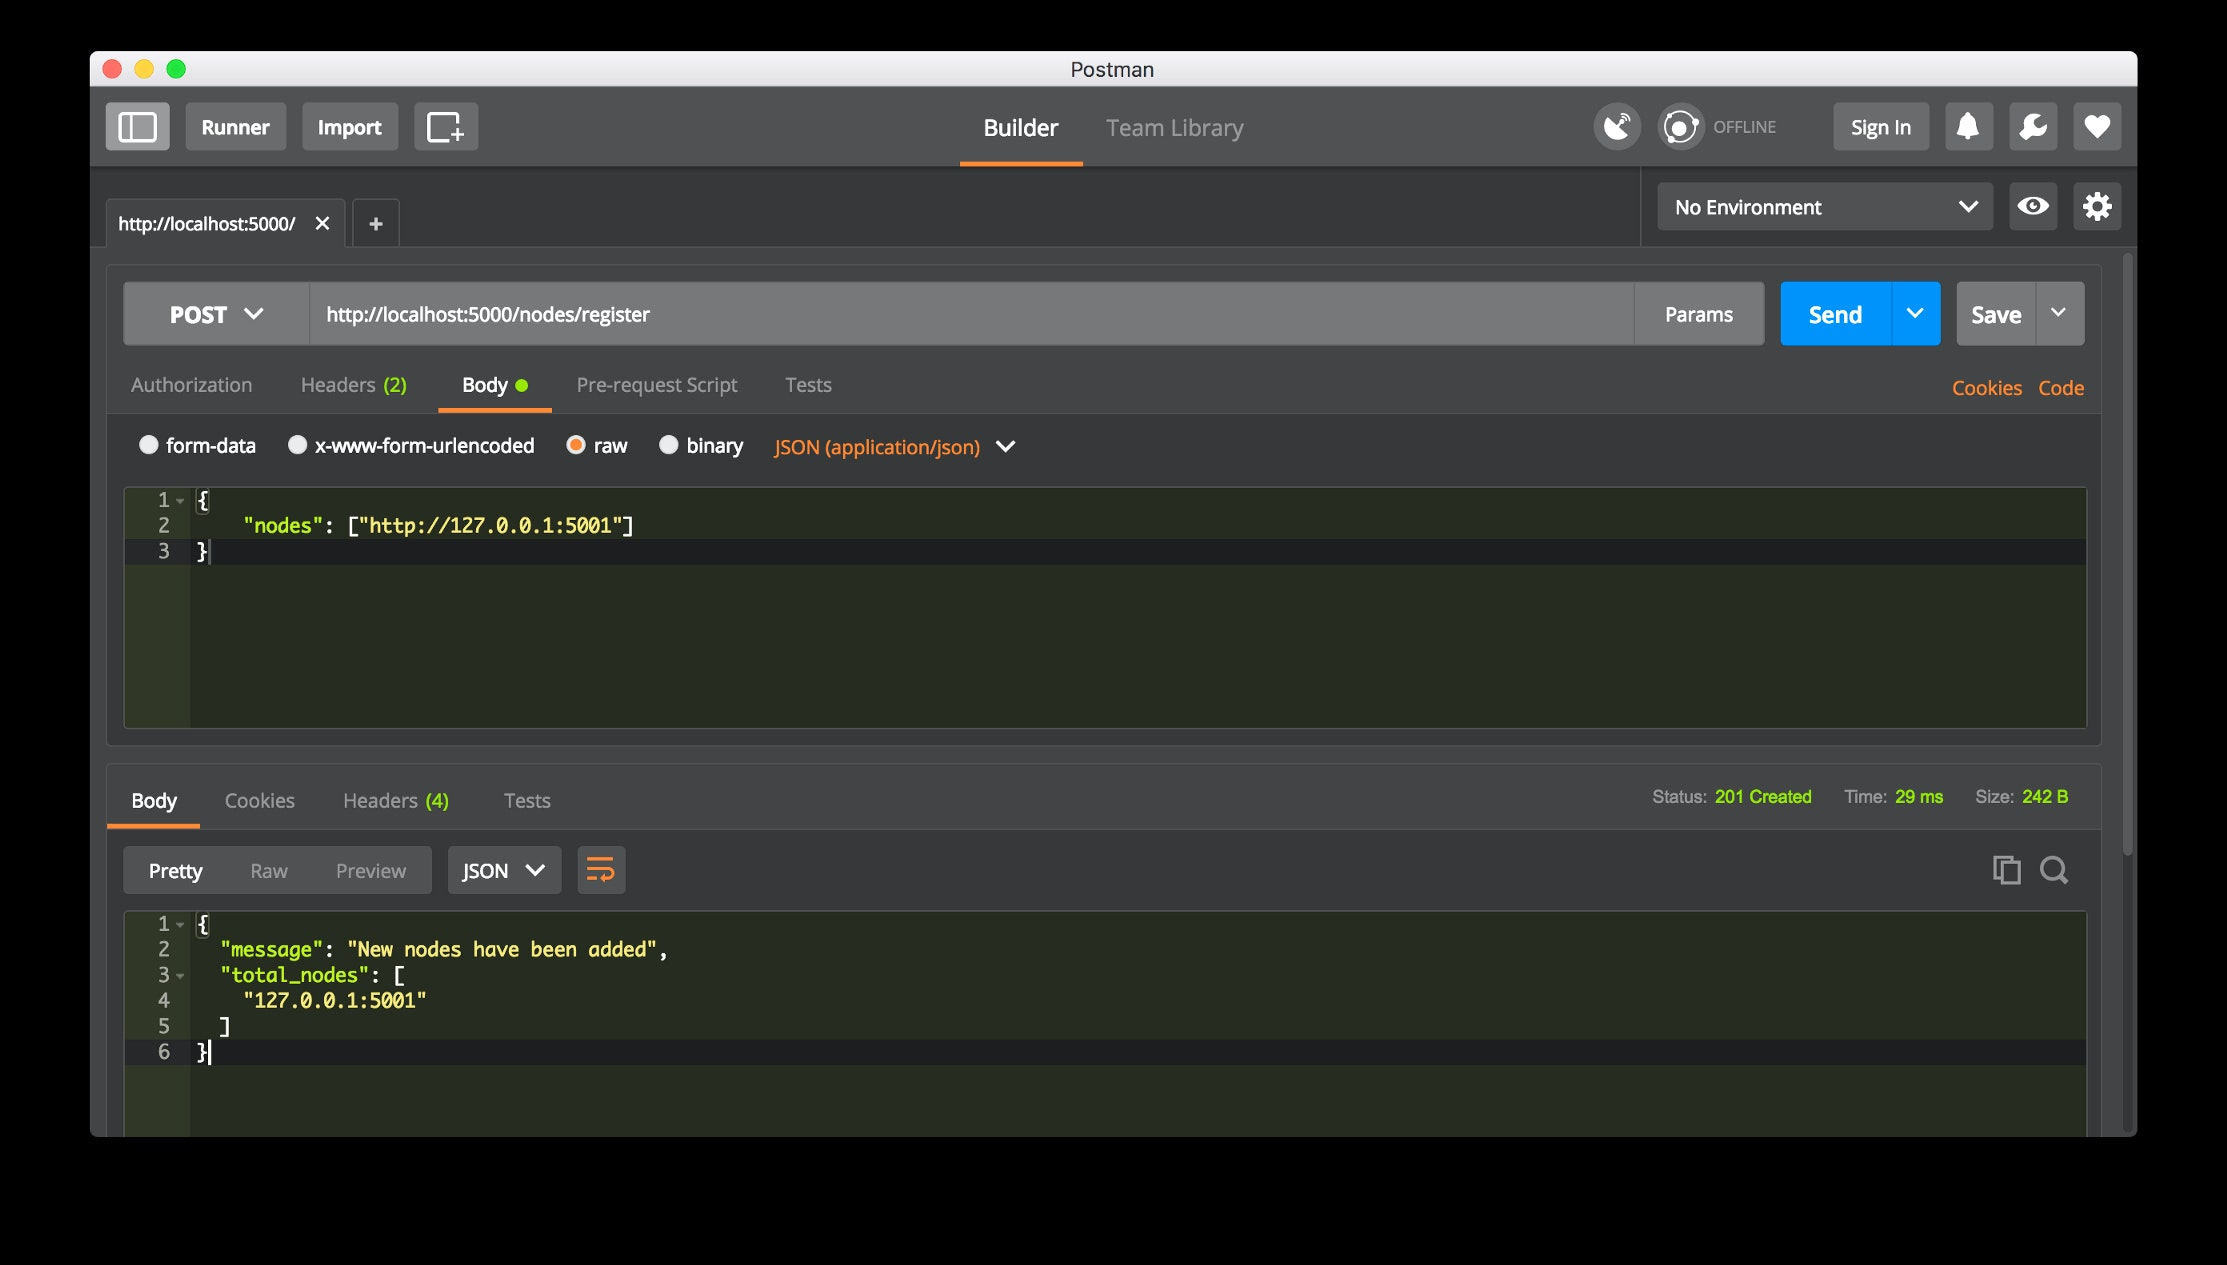 Postman
Runner Import Builder Team Library OFFLINE Sign In
http://localhost:5000/ No Environment
POST http://localhost:5000/nodes/register Params Send Save
Authorization Headers (2) Body Pre-request Script Tests Cookies Code
form-data x-www-form-urlencoded raw binary JSON (application/json)
1 {
2 "nodes": ["http://127.0.0.1:5001"]
3 }
Body Cookies Headers (4) Tests Status: 201 Created Time: 29 ms Size: 242 B
Pretty Raw Preview JSON
1 {
2 "message": "New nodes have been added",
3 "total_nodes": [
4 "127.0.0.1:5001"
5 ]
6 }